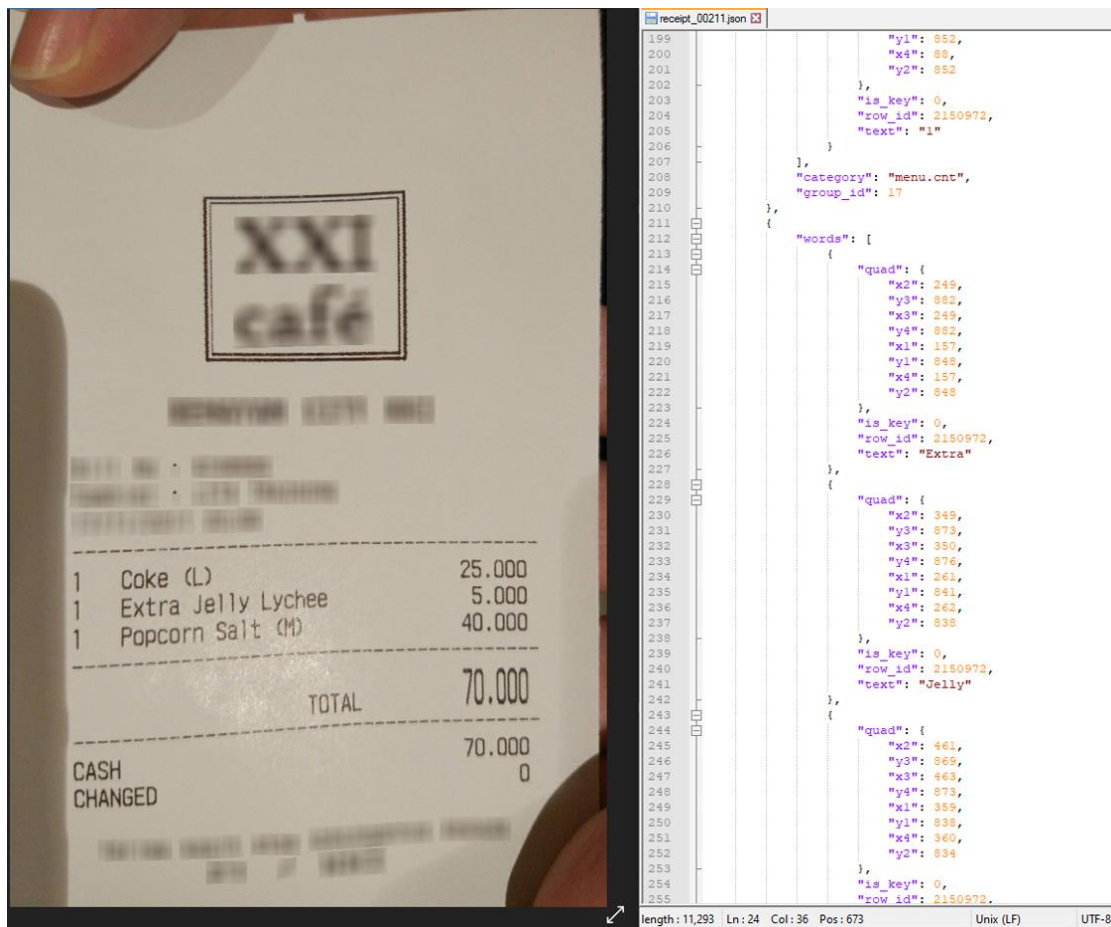 XXI
café
1 Coke (L) 25.000
1 Extra Jelly Lychee 5.000
1 Popcorn Salt (M) 40.000
TOTAL 70.000
CASH 70.000
CHANGED 0
receipt_00211.json
199 "y1": 852,
200 "x4": 88,
201 "y2": 852
202 },
203 "is_key": 0,
204 "row_id": 2150972,
205 "text": "1"
206 }
207 ],
208 "category": "menu.cnt",
209 "group_id": 17
210 },
211 {
212 "words": [
213 {
214 "quad": {
215 "x2": 249,
216 "y3": 882,
217 "x3": 249,
218 "y4": 882,
219 "x1": 157,
220 "y1": 848,
221 "x4": 157,
222 "y2": 848
223 },
224 "is_key": 0,
225 "row_id": 2150972,
226 "text": "Extra"
227 },
228 {
229 "quad": {
230 "x2": 349,
231 "y3": 873,
232 "x3": 350,
233 "y4": 876,
234 "x1": 261,
235 "y1": 841,
236 "x4": 262,
237 "y2": 838
238 },
239 "is_key": 0,
240 "row_id": 2150972,
241 "text": "Jelly"
242 },
243 {
244 "quad": {
245 "x2": 461,
246 "y3": 869,
247 "x3": 463,
248 "y4": 873,
249 "x1": 359,
250 "y1": 838,
251 "x4": 360,
252 "y2": 834
253 },
254 "is_key": 0,
255 "row_id": 2150972,
length : 11,293 Ln : 24 Col : 36 Pos : 673 Unix (LF) UTF-8